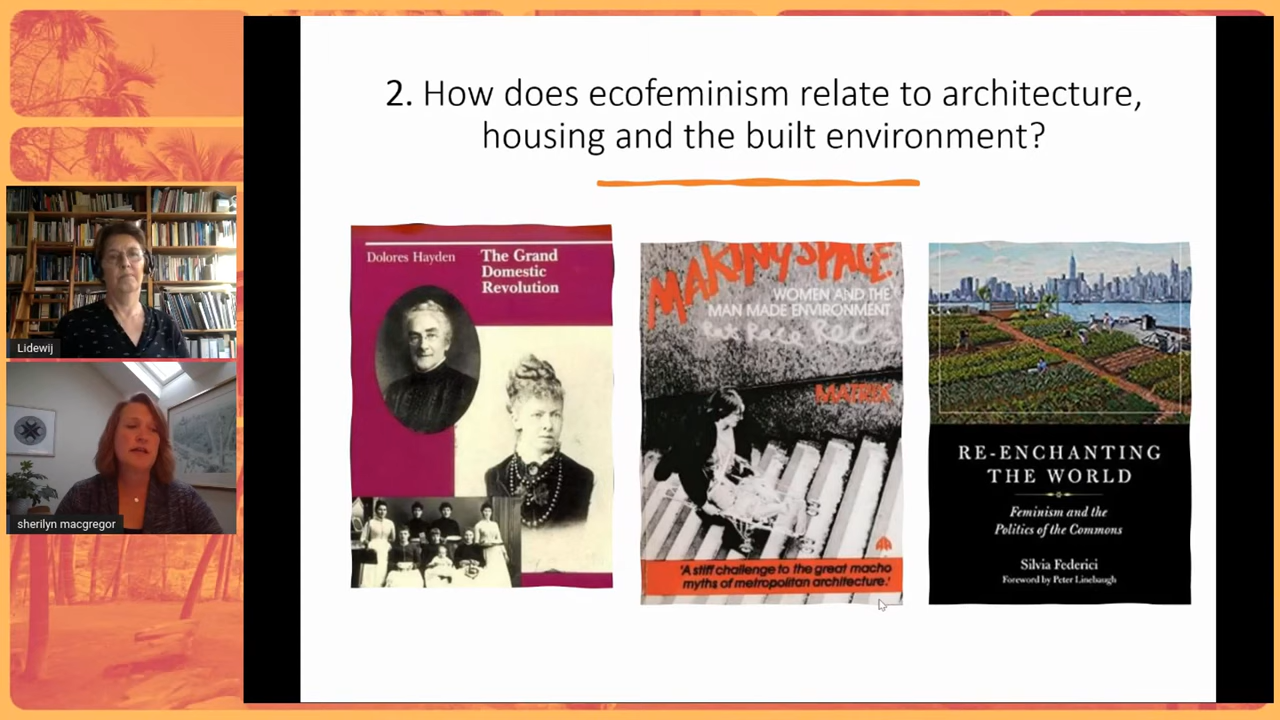 2. How does ecofeminism relate to architecture,
housing and the built environment?
Lidewij
sherilyn macgregor
Dolores Hayden
The Grand
Domestic
Revolution
MAKING SPACE
WOMEN AND THE
MAN MADE ENVIRONMENT
MATRIX
'A stiff challenge to the great macho
myths of metropolitan architecture.'
RE-ENCHANTING
THE WORLD
Feminism and the
Politics of the Commons
Silvia Federici
Foreword by Peter Linebaugh